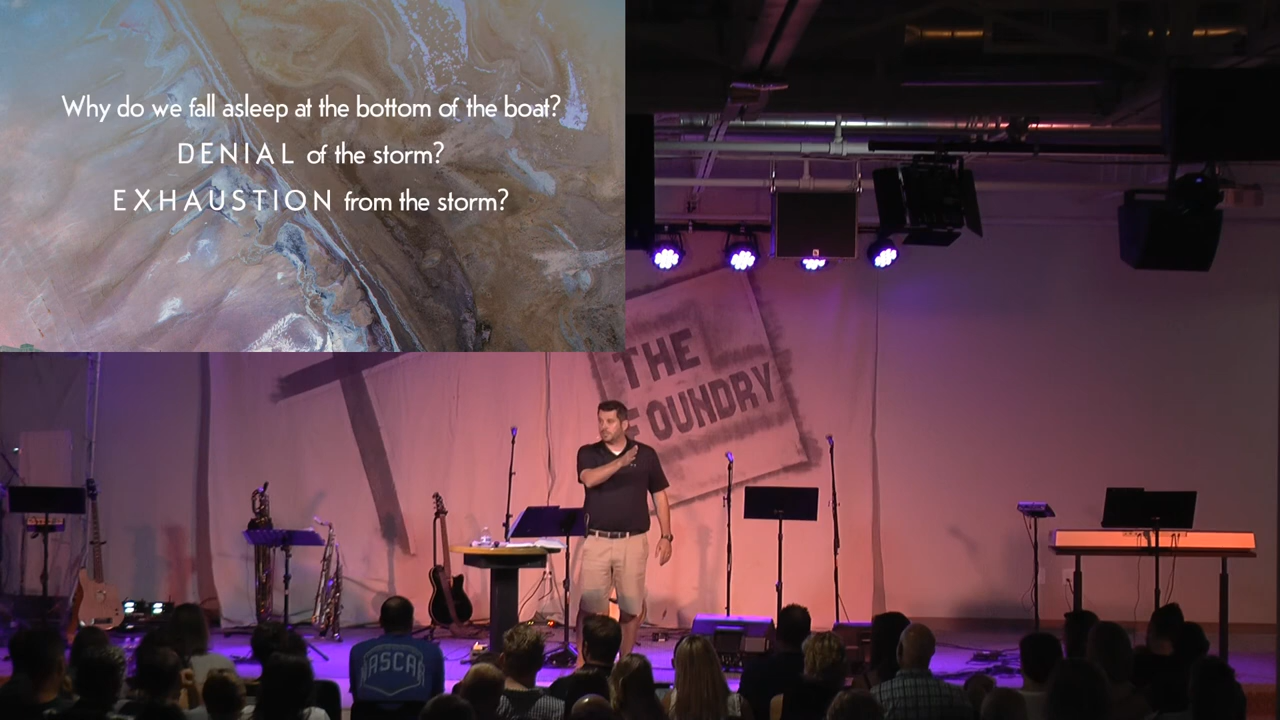 Why do we fall asleep at the bottom of the boat?
DENIAL of the storm?
EXHAUSTION from the storm?
THE
FOUNDRY
NASCAR